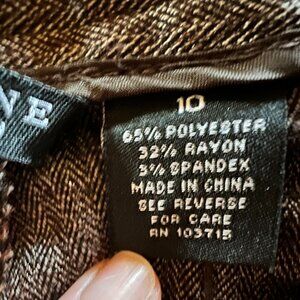 NE
10
65% POLYESTER
32% RAYON
3% SPANDEX
MADE IN CHINA
SEE REVERSE
FOR CARE
RN 103715